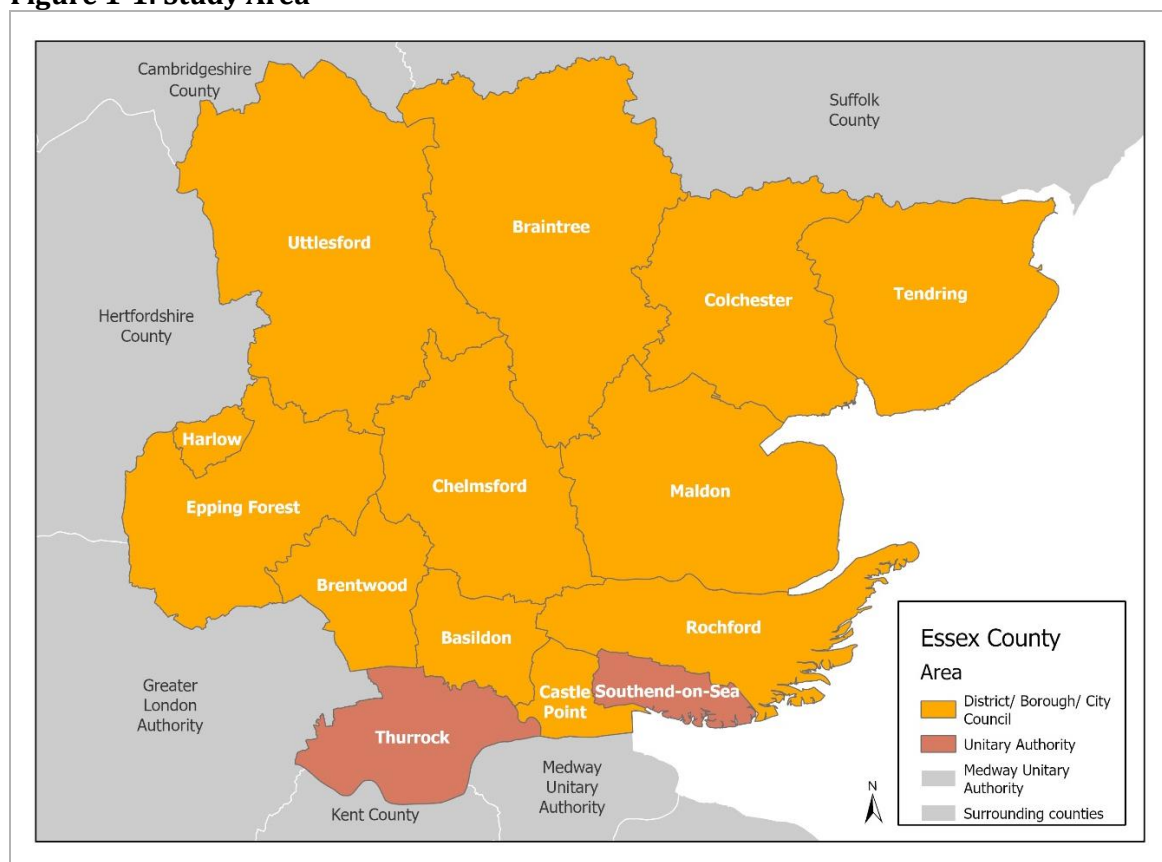 Figure 1-1: Study Area
Cambridgeshire
County
Suffolk
County
Uttlesford
Braintree
Colchester
Tendring
Hertfordshire
County
Harlow
Epping Forest
Chelmsford
Maldon
Brentwood
Basildon
Rochford
Castle
Point
Southend-on-Sea
Thurrock
Greater
London
Authority
Medway
Unitary
Authority
Kent County
N
Essex County
Area
District/ Borough/ City
Council
Unitary Authority
Medway Unitary
Authority
Surrounding counties